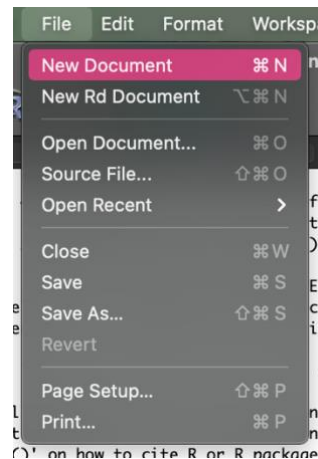 File Edit Format Worksp
New Document ⌘ N
New Rd Document ⌥ ⌘ N
Open Document... ⌘ O
Source File... ⇧ ⌘ O
Open Recent >
Close ⌘ W
Save ⌘ S
Save As... ⇧ ⌘ S
Revert
Page Setup... ⇧ ⌘ P
Print... ⌘ P
()' on how to cite R or R package